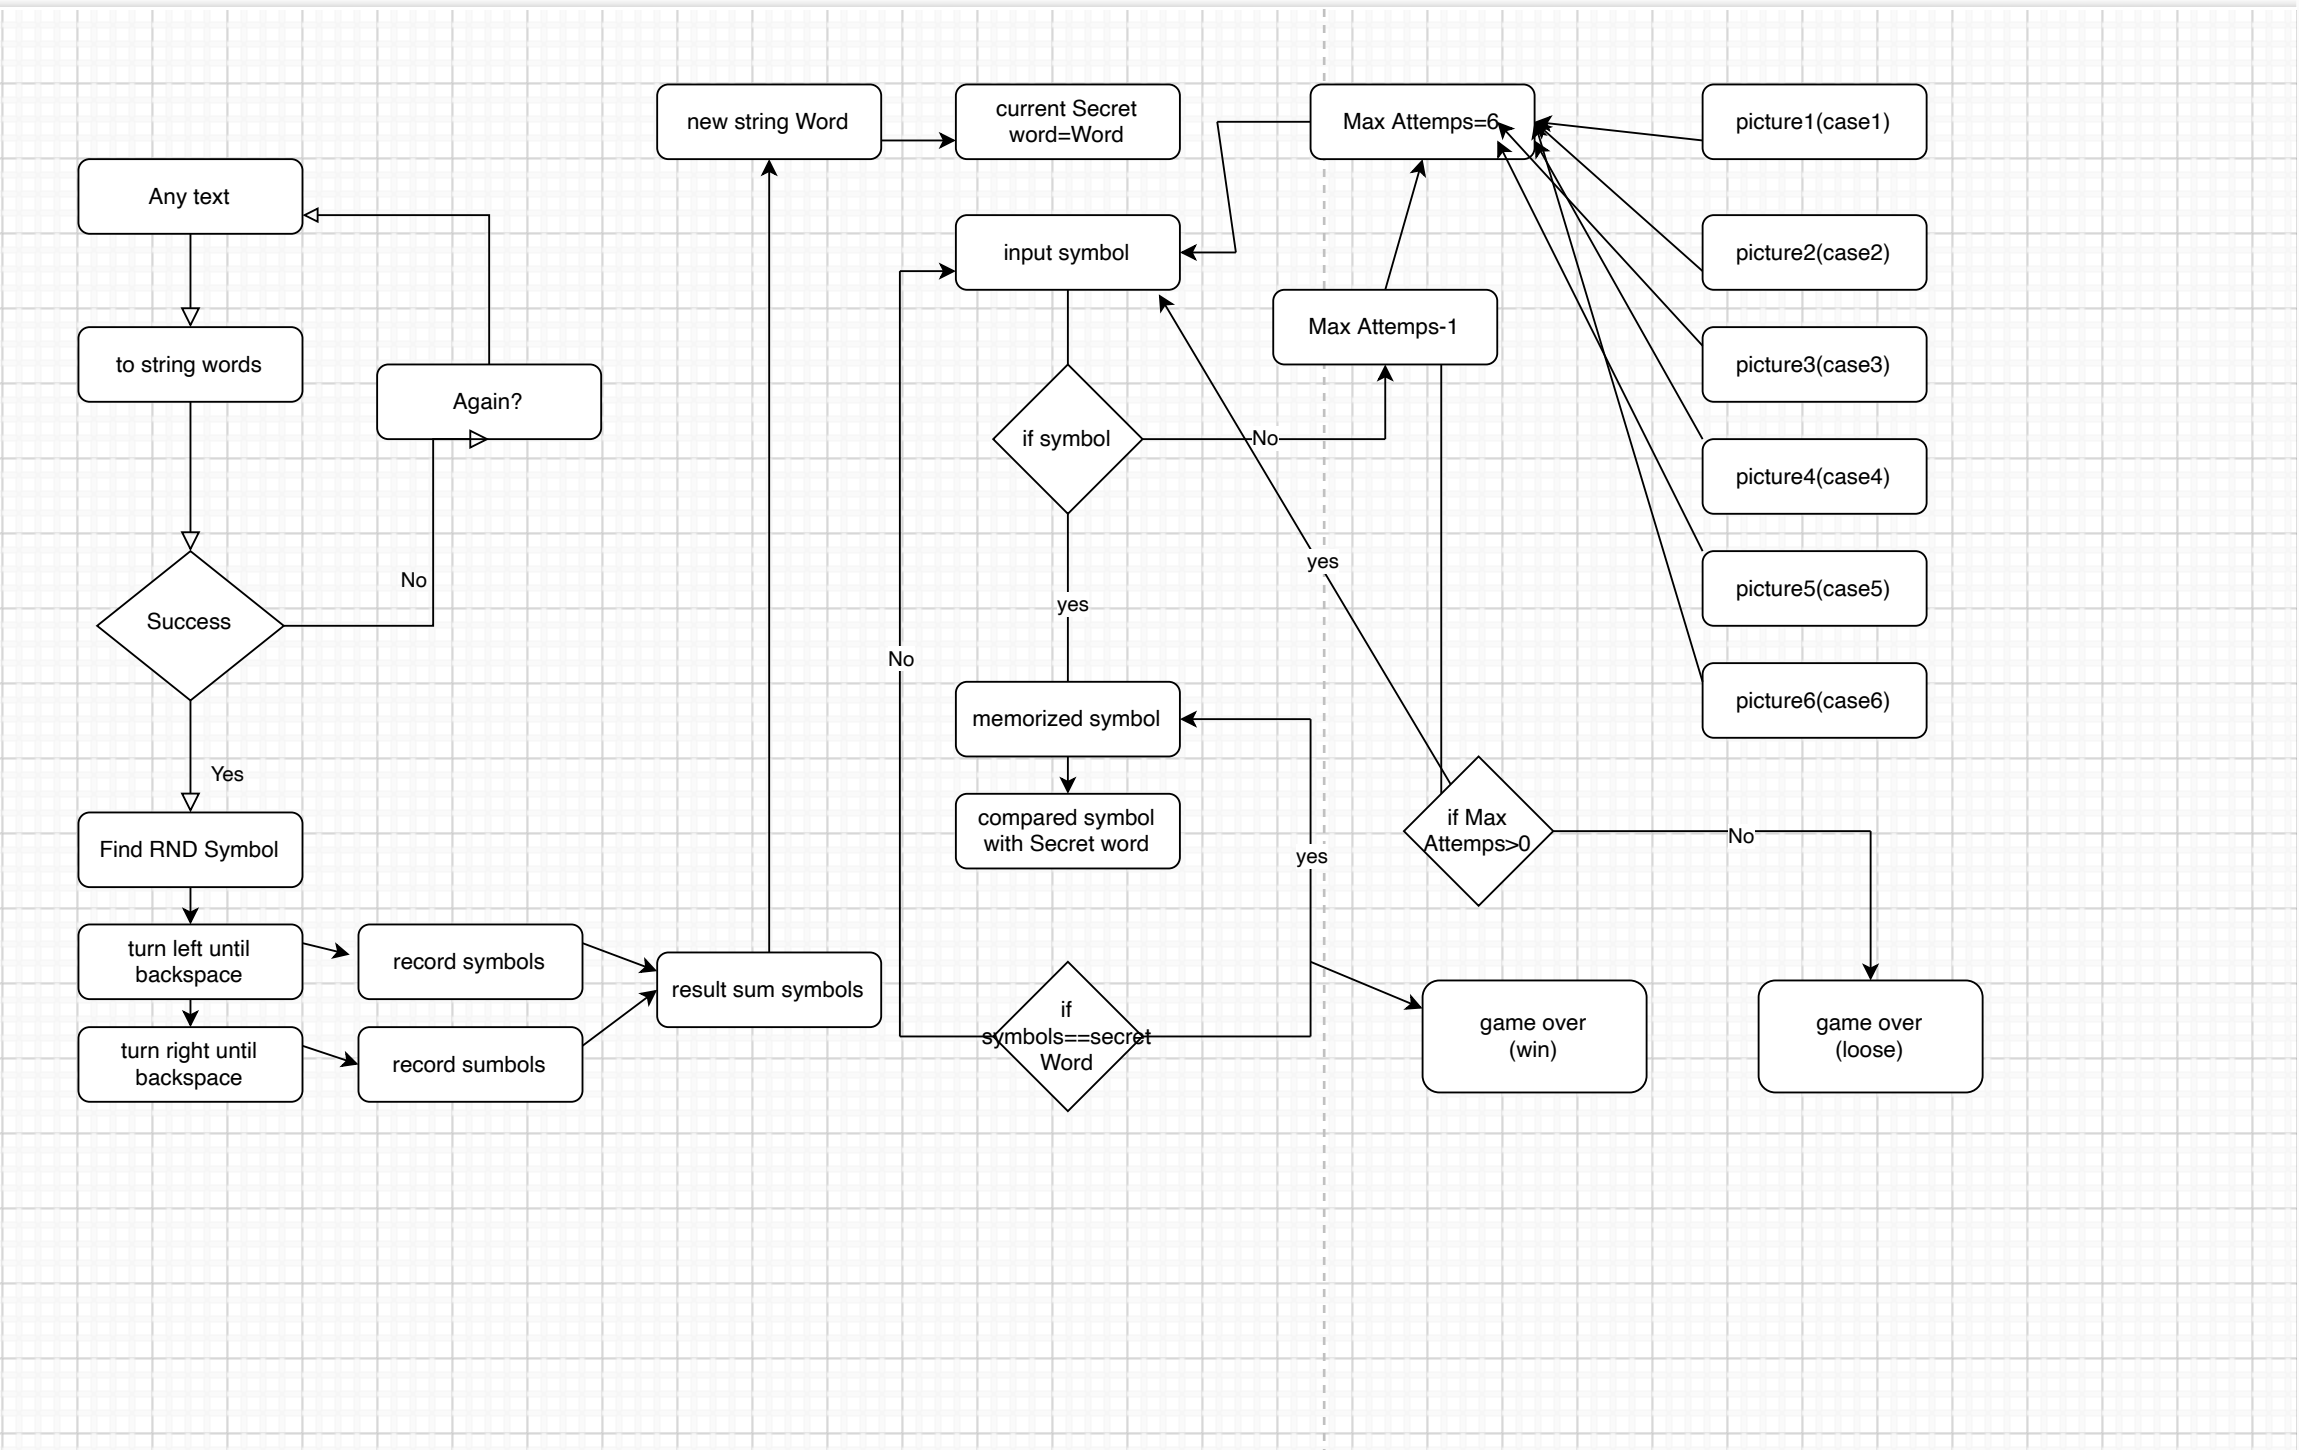 new string Word
current Secret
word=Word
Max Attemps=6
picture1(case1)
Any text
input symbol
picture2(case2)
Max Attemps-1
to string words
picture3(case3)
Again?
if symbol
No
picture4(case4)
yes
No
picture5(case5)
yes
Success
No
picture6(case6)
memorized symbol
Yes
compared symbol
with Secret word
if Max
Attemps>0
No
Find RND Symbol
yes
turn left until
backspace
record symbols
result sum symbols
if
symbols==secret
Word
game over
(win)
game over
(loose)
turn right until
backspace
record sumbols